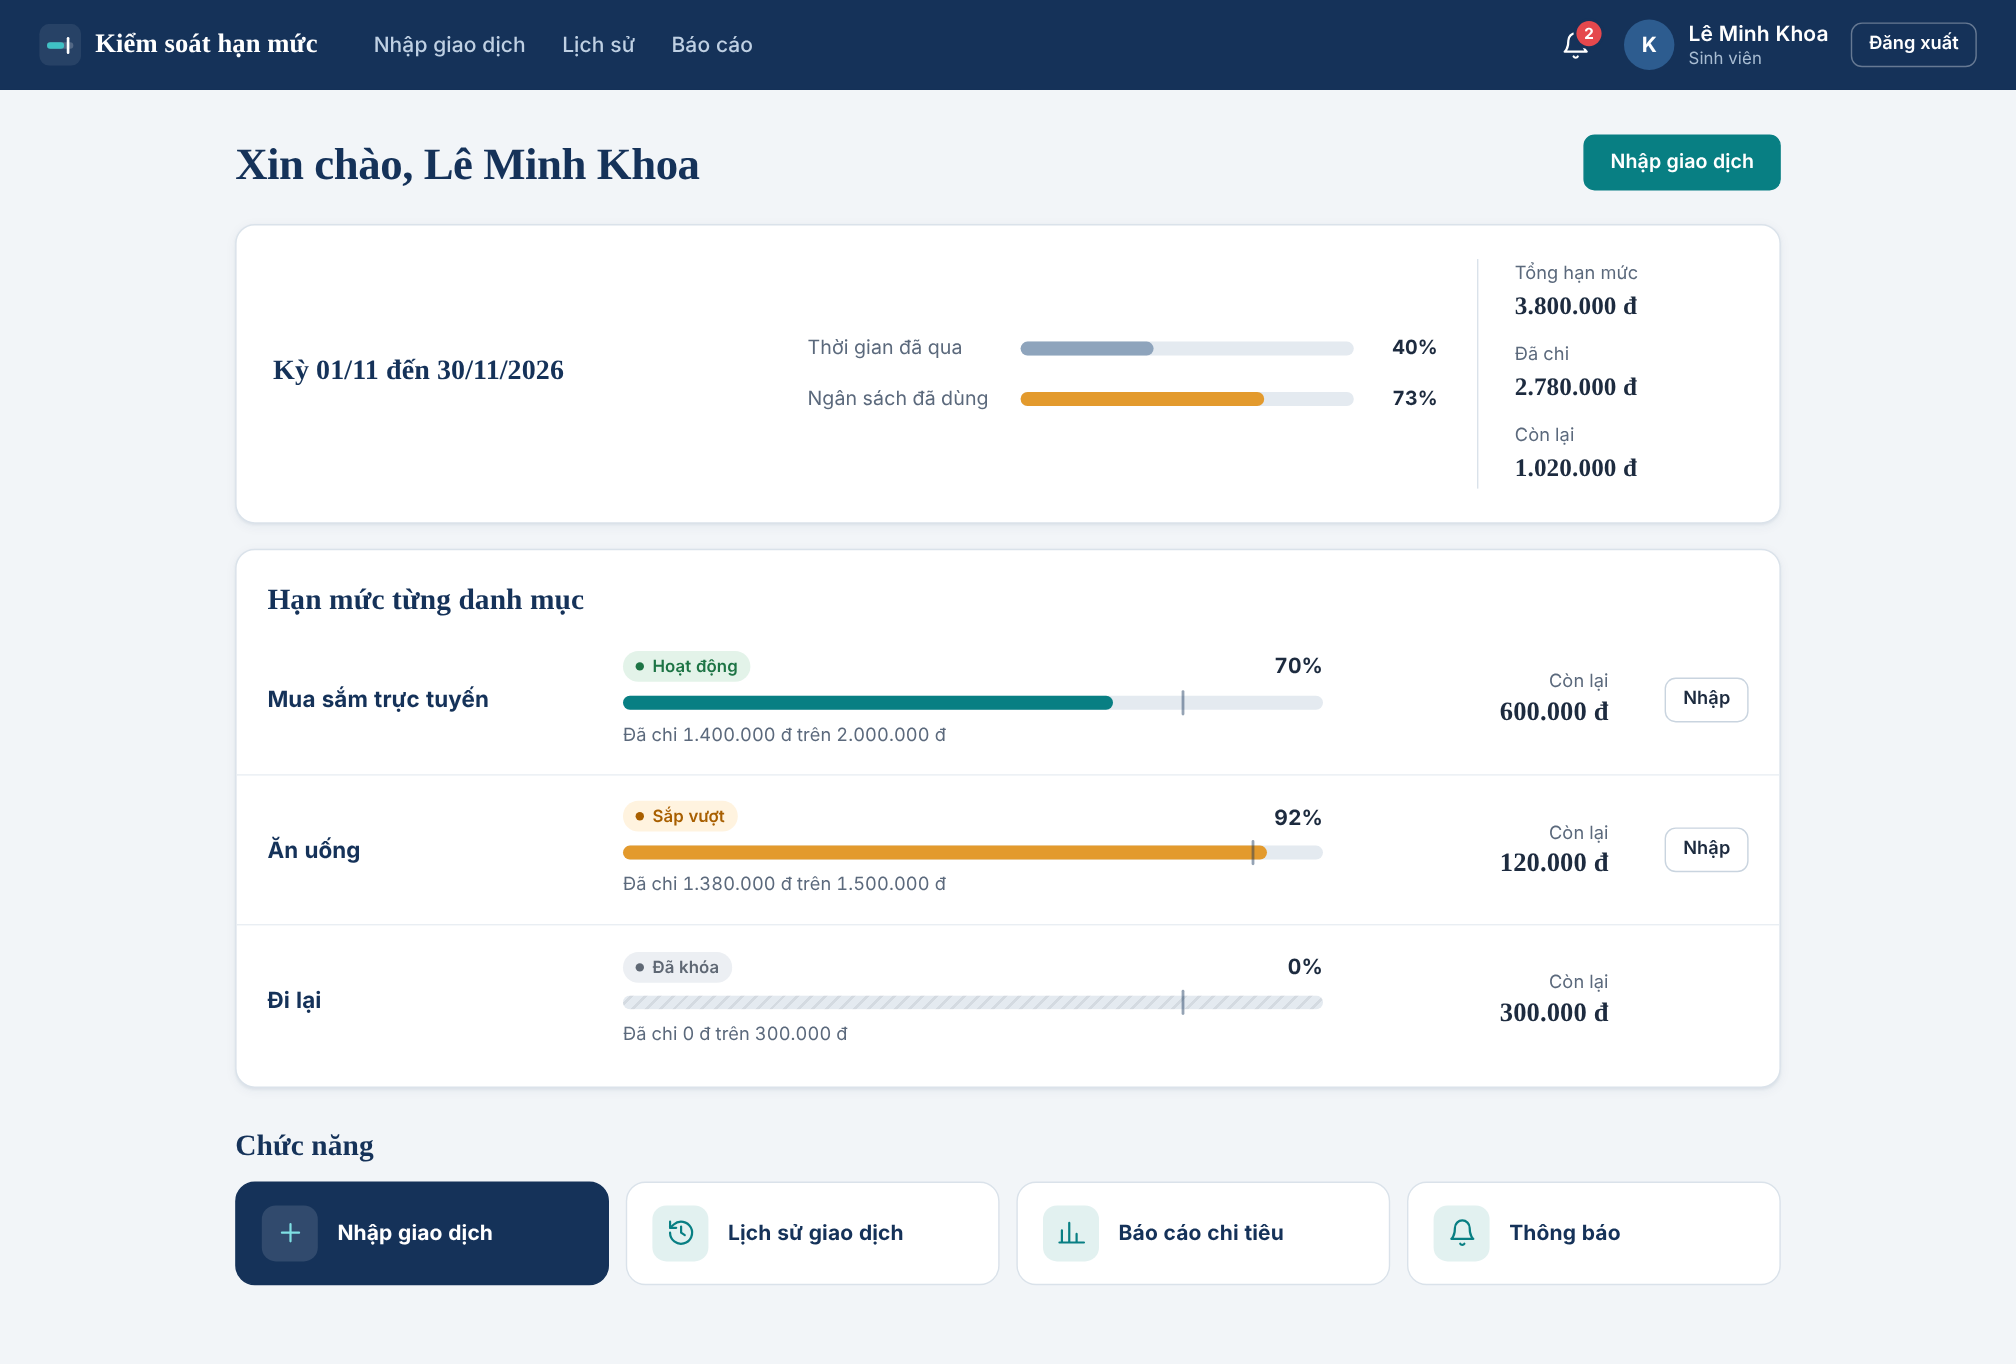 Kiểm soát hạn mức
Nhập giao dịch
Lịch sử
Báo cáo
2
K
Lê Minh Khoa
Sinh viên
Đăng xuất
Xin chào, Lê Minh Khoa
Nhập giao dịch
Kỳ 01/11 đến 30/11/2026
Thời gian đã qua
40%
Ngân sách đã dùng
73%
Tổng hạn mức
3.800.000 đ
Đã chi
2.780.000 đ
Còn lại
1.020.000 đ
Hạn mức từng danh mục
Mua sắm trực tuyến
Hoạt động
70%
Đã chi 1.400.000 đ trên 2.000.000 đ
Còn lại
600.000 đ
Nhập
Ăn uống
Sắp vượt
92%
Đã chi 1.380.000 đ trên 1.500.000 đ
Còn lại
120.000 đ
Nhập
Đi lại
Đã khóa
0%
Đã chi 0 đ trên 300.000 đ
Còn lại
300.000 đ
Chức năng
Nhập giao dịch
Lịch sử giao dịch
Báo cáo chi tiêu
Thông báo